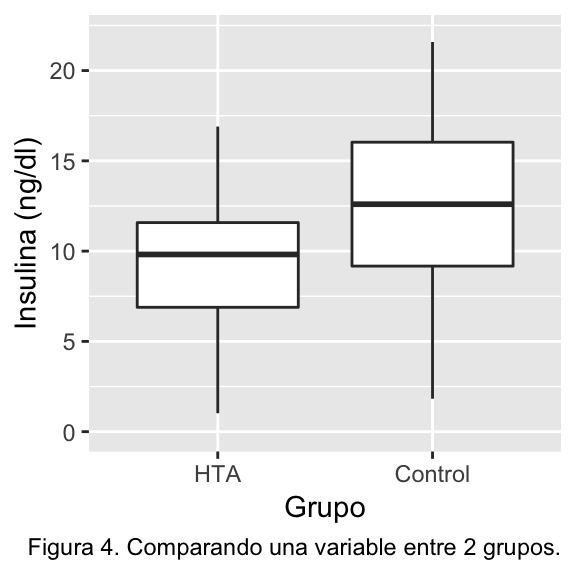 20
15
10
5
0
Insulina (ng/dl)
HTA
Control
Grupo
Figura 4. Comparando una variable entre 2 grupos.